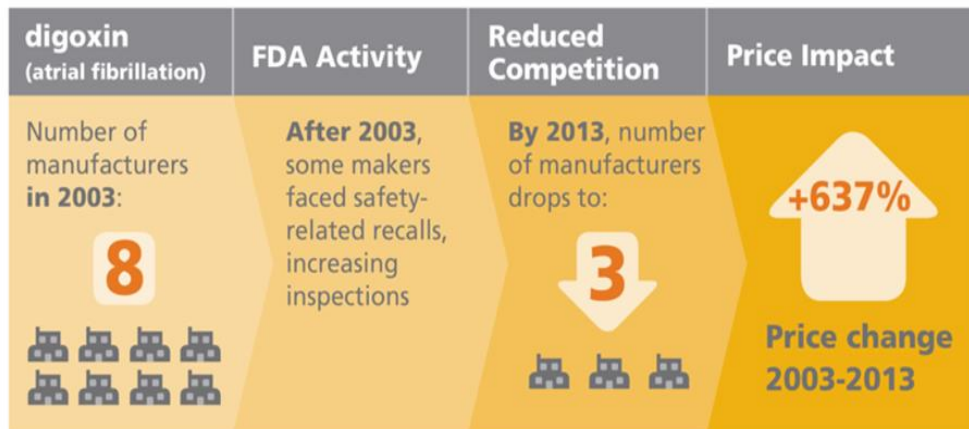 digoxin
(atrial fibrillation)
FDA Activity
Reduced
Competition
Price Impact
Number of
manufacturers
in 2003:
8
After 2003,
some makers
faced safety-
related recalls,
increasing
inspections
By 2013, number
of manufacturers
drops to:
3
+637%
Price change
2003-2013